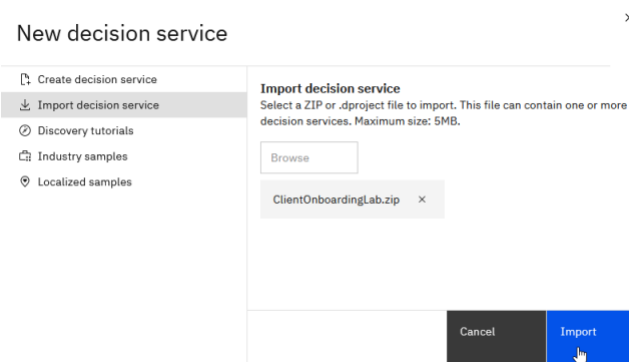 New decision service
Create decision service
Import decision service
Discovery tutorials
Industry samples
Localized samples
Import decision service
Select a ZIP or .dproject file to import. This file can contain one or more
decision services. Maximum size: 5MB.
Browse
ClientOnboardingLab.zip
Cancel
Import